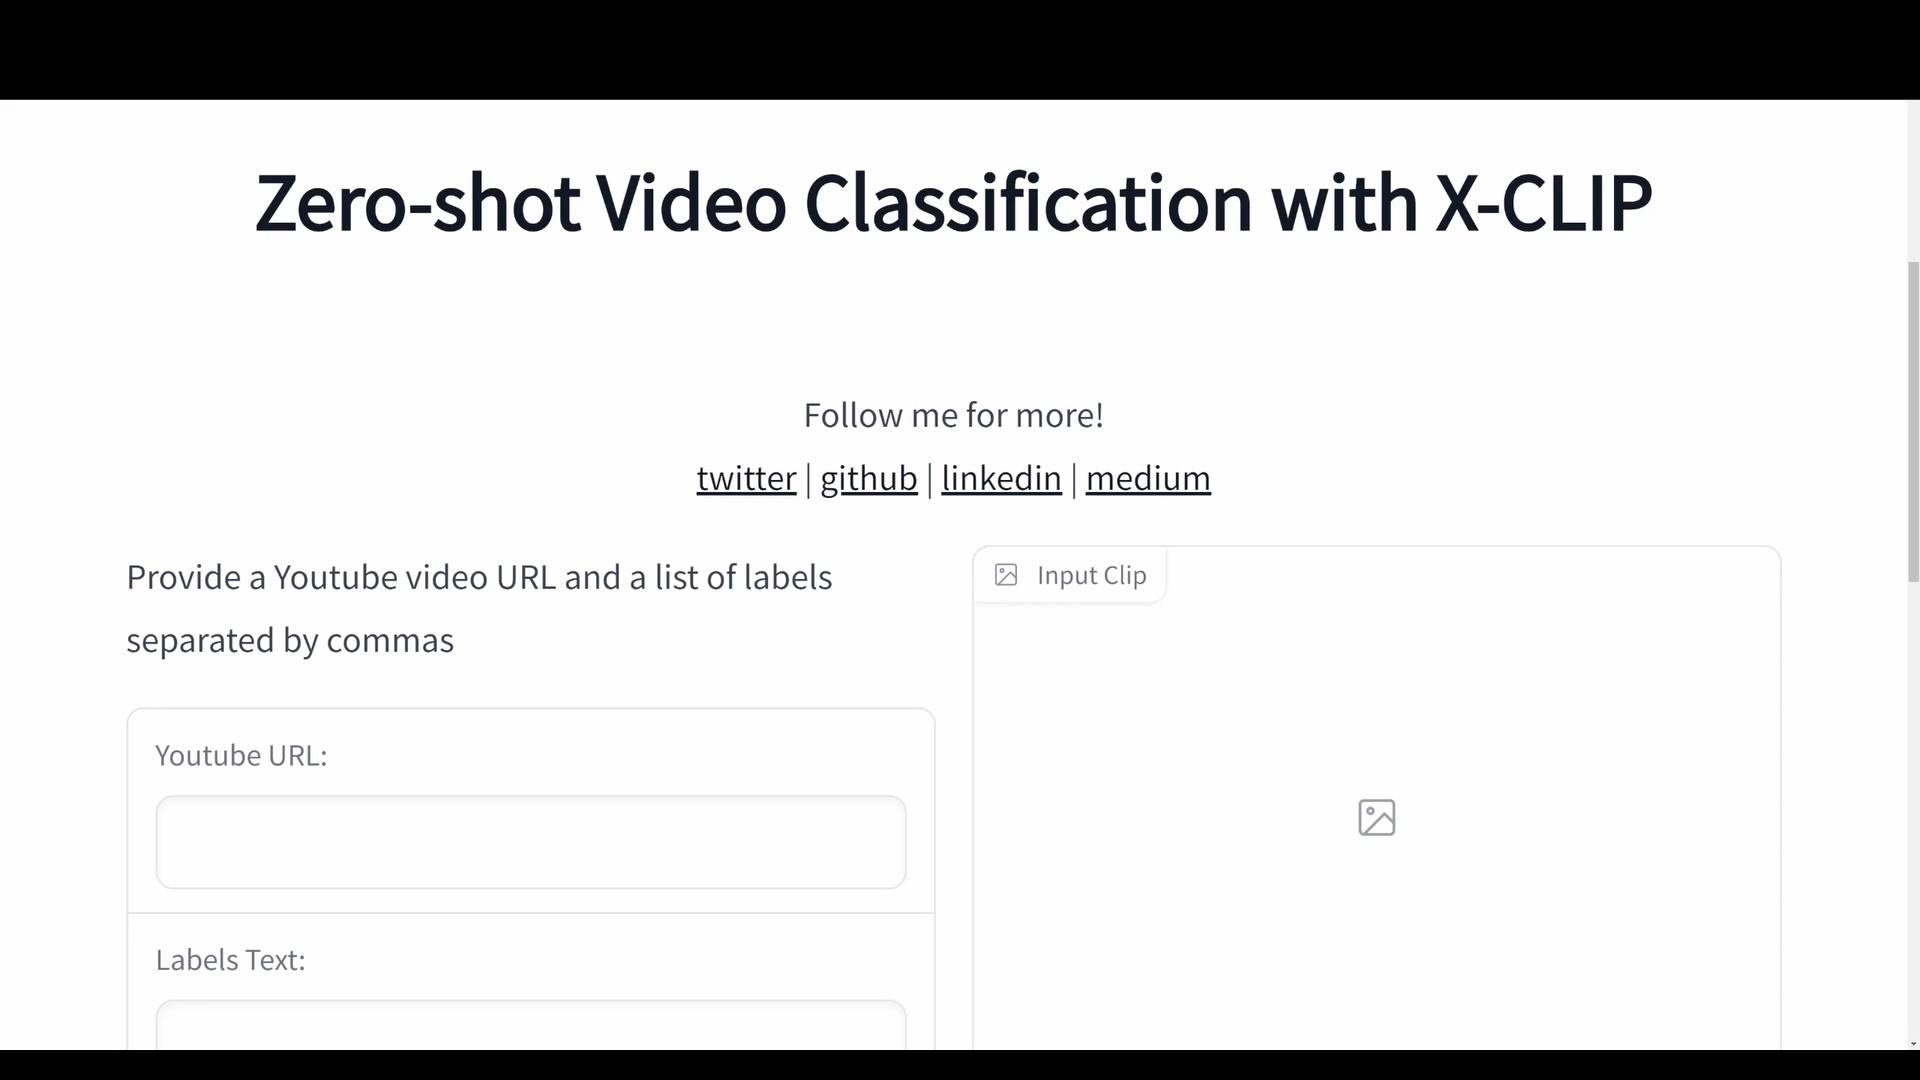 Zero-shot Video Classification with X-CLIP
Follow me for more!
twitter | github | linkedin | medium
Provide a Youtube video URL and a list of labels
separated by commas
Youtube URL:
Labels Text:
Input Clip